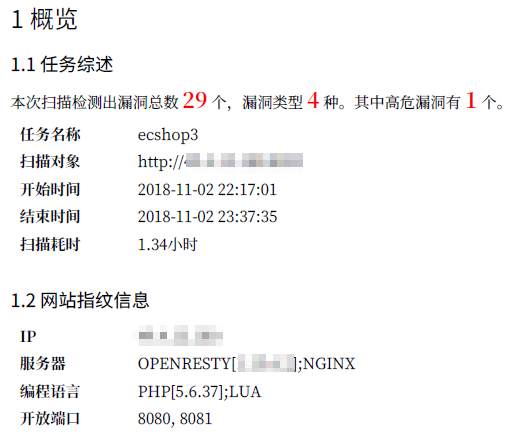 1 概览
1.1 任务综述
本次扫描检测出漏洞总数 29 个，漏洞类型 4 种。其中高危漏洞有 1 个。
任务名称 ecshop3
扫描对象 http://
开始时间 2018-11-02 22:17:01
结束时间 2018-11-02 23:37:35
扫描耗时 1.34小时
1.2 网站指纹信息
IP
服务器 OPENRESTY[];NGINX
编程语言 PHP[5.6.37];LUA
开放端口 8080, 8081